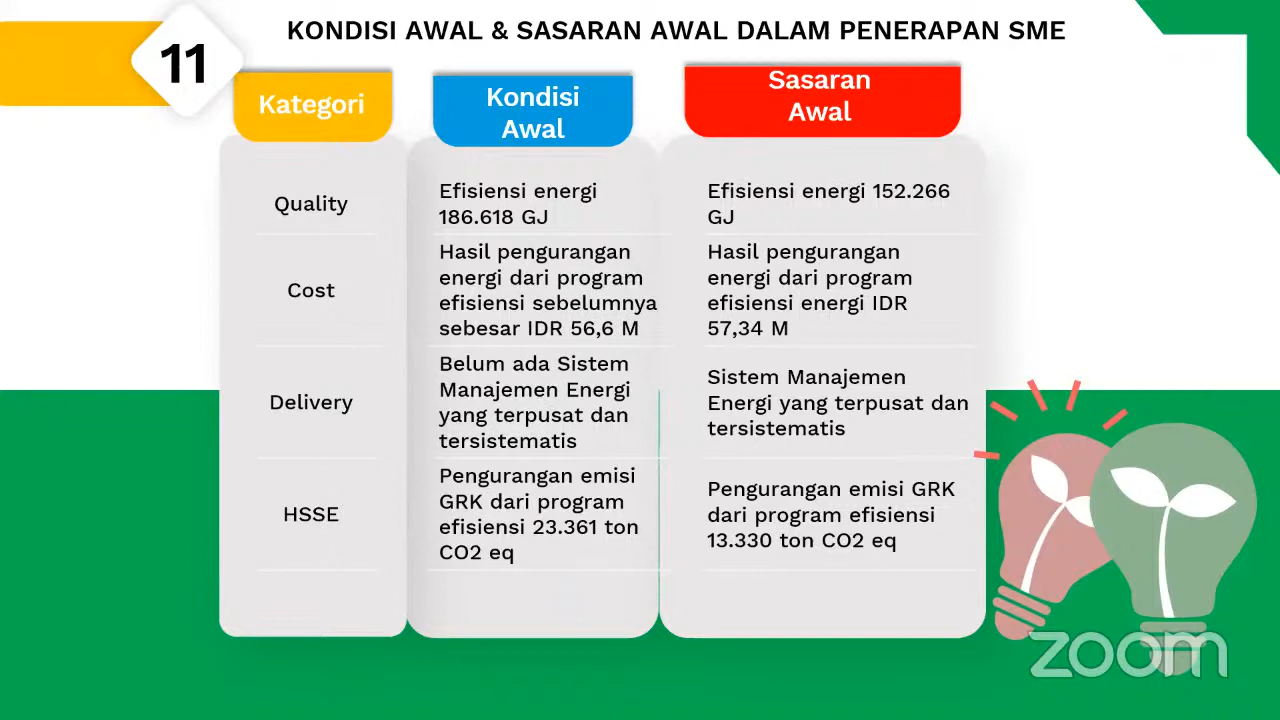 KONDISI AWAL & SASARAN AWAL DALAM PENERAPAN SME
11
Kategori
Kondisi
Awal
Sasaran
Awal
Quality
Efisiensi energi
186.618 GJ
Efisiensi energi 152.266
GJ
Cost
Hasil pengurangan
energi dari program
efisiensi sebelumnya
sebesar IDR 56,6 M
Hasil pengurangan
energi dari program
efisiensi energi IDR
57,34 M
Delivery
Belum ada Sistem
Manajemen Energi
yang terpusat dan
tersistematis
Sistem Manajemen
Energi yang terpusat dan
tersistematis
HSSE
Pengurangan emisi
GRK dari program
efisiensi 23.361 ton
CO2 eq
Pengurangan emisi GRK
dari program efisiensi
13.330 ton CO2 eq
zoom